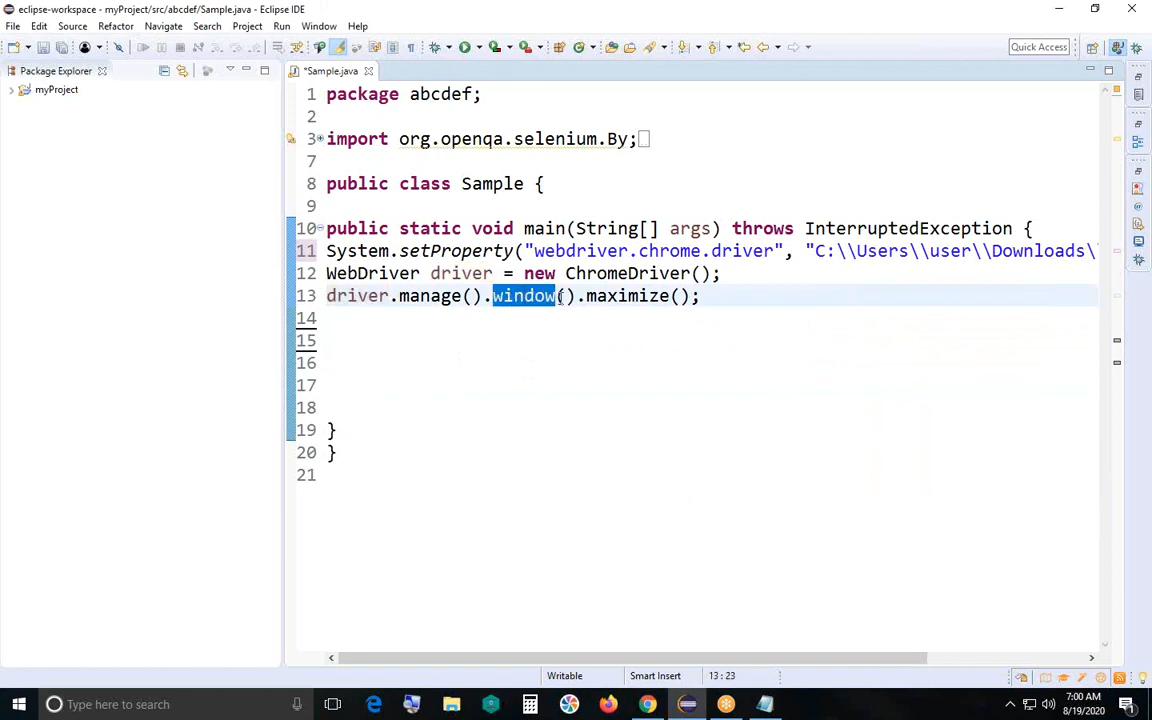 eclipse-workspace - myProject/src/abcdef/Sample.java - Eclipse IDE
File Edit Source Refactor Navigate Search Project Run Window Help
Quick Access
Package Explorer
*Sample.java
myProject
1 package abcdef;
2
3 import org.openqa.selenium.By;
7
8 public class Sample {
9
10 public static void main(String[] args) throws InterruptedException {
11 System.setProperty("webdriver.chrome.driver", "C:\\Users\\user\\Downloads\
12 WebDriver driver = new ChromeDriver();
13 driver.manage().window().maximize();
14
15
16
17
18
19 }
20 }
21
Writable Smart Insert 13 : 23
Type here to search
7:00 AM
8/19/2020
1